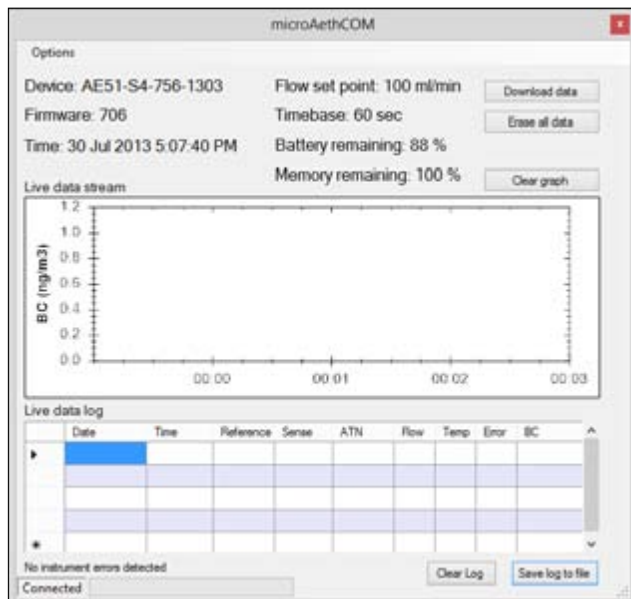 microAethCOM
x
Options
Device: AE51-S4-756-1303
Flow set point: 100 ml/min
Download data
Firmware: 706
Timebase: 60 sec
Erase all data
Time: 30 Jul 2013 5:07:40 PM
Battery remaining: 88 %
Memory remaining: 100 %
Clear graph
Live data stream
BC (ng/m3)
1.2
1.0
0.8
0.6
0.4
0.2
0.0
00:00 00:01 00:02 00:03
Live data log
Date Time Reference Sense ATN Flow Temp Error BC
No instrument errors detected
Clear Log
Save log to file
Connected